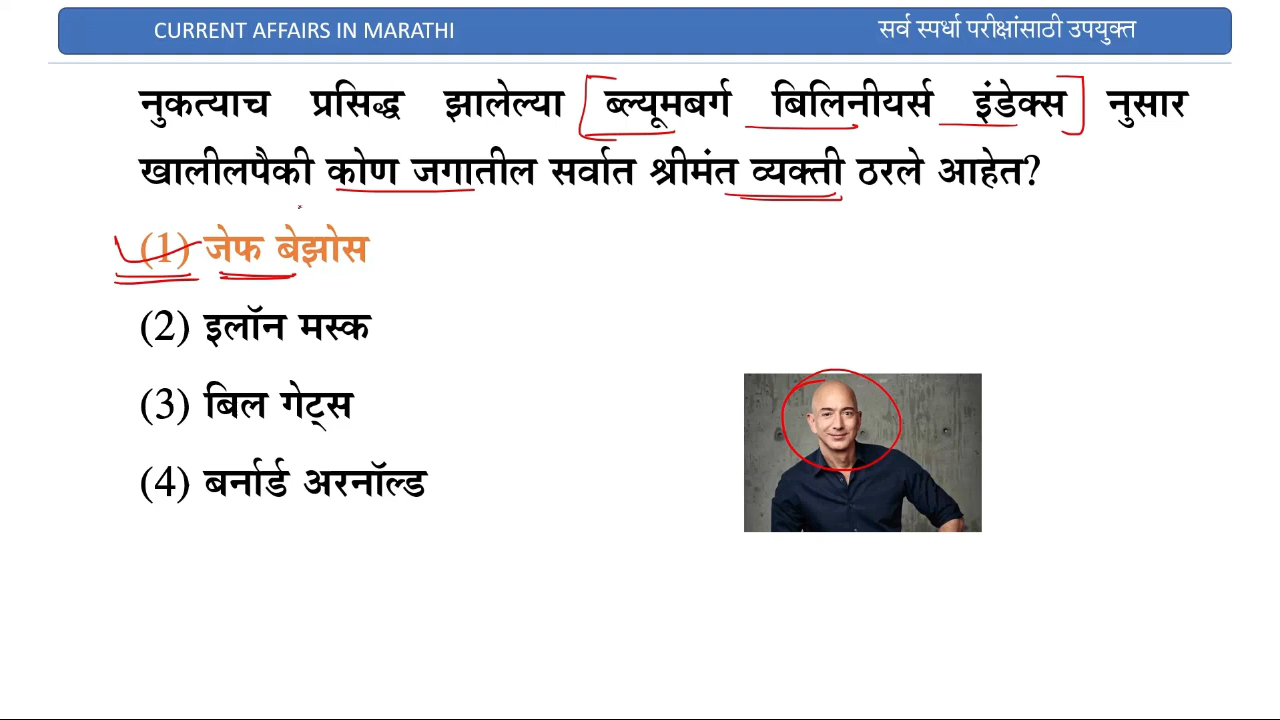 CURRENT AFFAIRS IN MARATHI
सर्व स्पर्धा परीक्षांसाठी उपयुक्त
नुकत्याच प्रसिद्ध झालेल्या ब्ल्यूमबर्ग बिलिनीयर्स इंडेक्स नुसार
खालीलपैकी कोण जगातील सर्वात श्रीमंत व्यक्ती ठरले आहेत?
(1) जेफ बेझोस
(2) इलॉन मस्क
(3) बिल गेट्स
(4) बर्नार्ड अरनॉल्ड